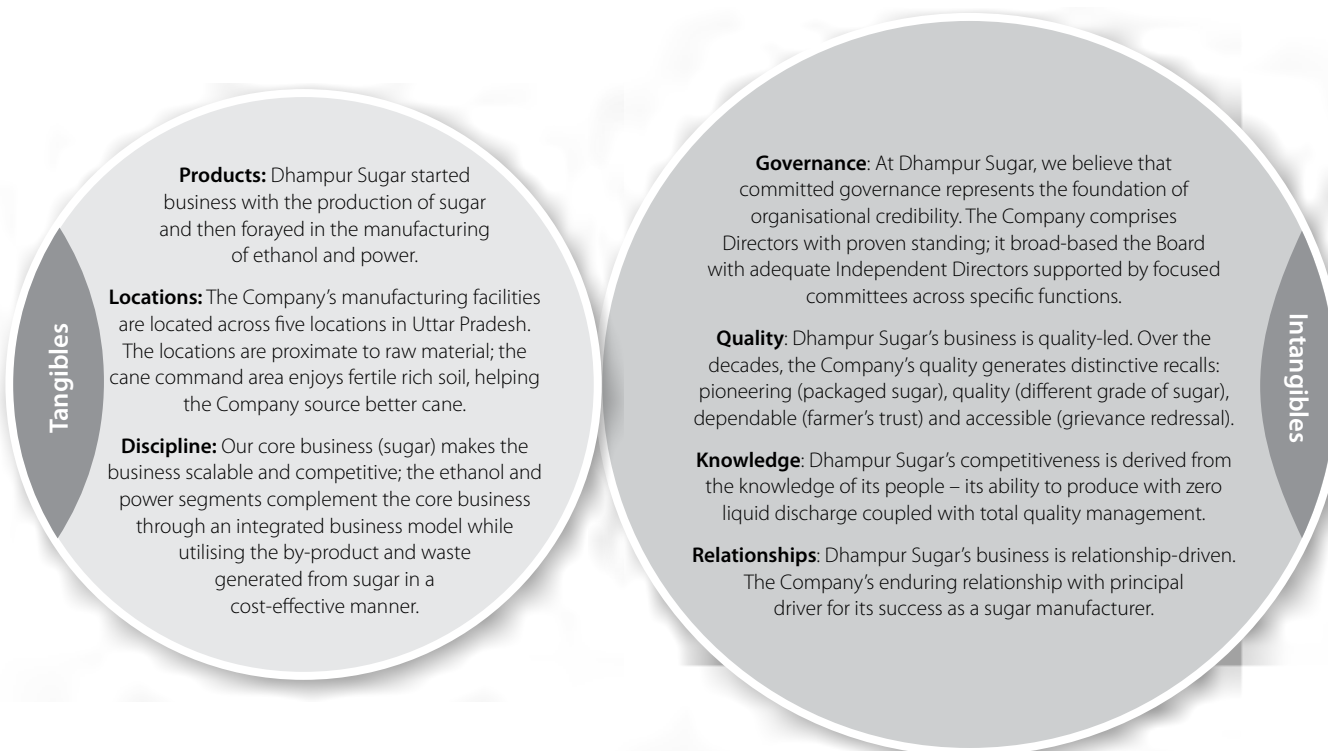 Tangibles
Products: Dhampur Sugar started
business with the production of sugar
and then forayed in the manufacturing
of ethanol and power.
Locations: The Company's manufacturing facilities
are located across five locations in Uttar Pradesh.
The locations are proximate to raw material; the
cane command area enjoys fertile rich soil, helping
the Company source better cane.
Discipline: Our core business (sugar) makes the
business scalable and competitive; the ethanol and
power segments complement the core business
through an integrated business model while
utilising the by-product and waste
generated from sugar in a
cost-effective manner.
Governance: At Dhampur Sugar, we believe that
committed governance represents the foundation of
organisational credibility. The Company comprises
Directors with proven standing; it broad-based the Board
with adequate Independent Directors supported by focused
committees across specific functions.
Quality: Dhampur Sugar's business is quality-led. Over the
decades, the Company's quality generates distinctive recalls:
pioneering (packaged sugar), quality (different grade of sugar),
dependable (farmer's trust) and accessible (grievance redressal).
Knowledge: Dhampur Sugar's competitiveness is derived from
the knowledge of its people – its ability to produce with zero
liquid discharge coupled with total quality management.
Relationships: Dhampur Sugar's business is relationship-driven.
The Company's enduring relationship with principal
driver for its success as a sugar manufacturer.
Intangibles